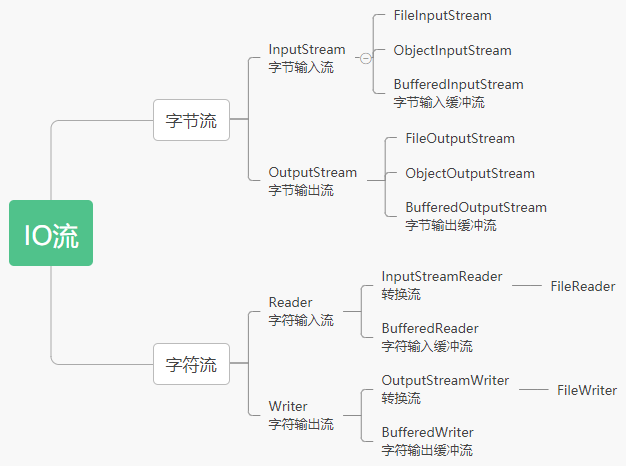 IO流
字节流
InputStream
字节输入流
FileInputStream
ObjectInputStream
BufferedInputStream
字节输入缓冲流
OutputStream
字节输出流
FileOutputStream
ObjectOutputStream
BufferedOutputStream
字节输出缓冲流
字符流
Reader
字符输入流
InputStreamReader
转换流
FileReader
BufferedReader
字符输入缓冲流
Writer
字符输出流
OutputStreamWriter
转换流
FileWriter
BufferedWriter
字符输出缓冲流